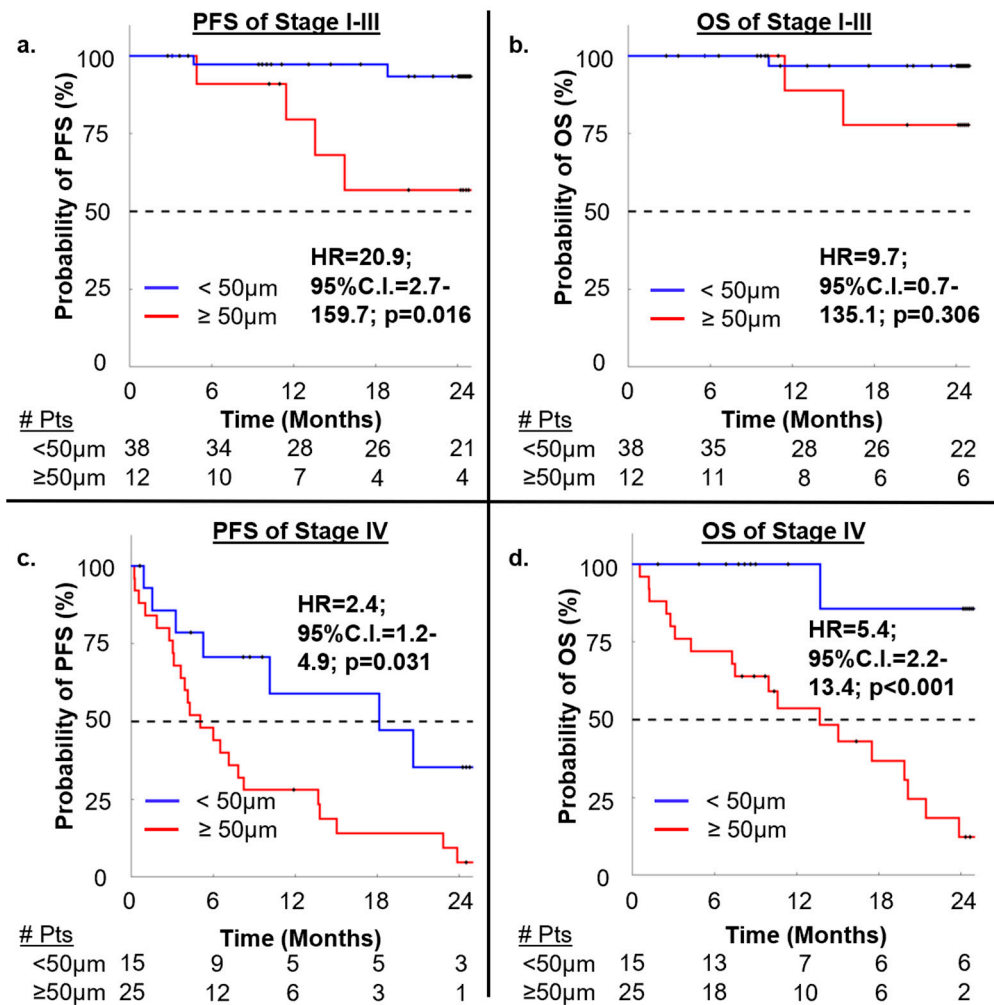 a.
PFS of Stage I-III
Probability of PFS (%)
100
75
50
25
0
HR=20.9;
95%C.I.=2.7-
159.7; p=0.016
< 50µm
≥ 50µm
0 6 12 18 24
Time (Months)
# Pts
<50µm 38 34 28 26 21
≥50µm 12 10 7 4 4
b.
OS of Stage I-III
Probability of OS (%)
100
75
50
25
0
HR=9.7;
95%C.I.=0.7-
135.1; p=0.306
< 50µm
≥ 50µm
0 6 12 18 24
Time (Months)
# Pts
<50µm 38 35 28 26 22
≥50µm 12 11 8 6 6
c.
PFS of Stage IV
Probability of PFS (%)
100
75
50
25
0
HR=2.4;
95%C.I.=1.2-
4.9; p=0.031
< 50µm
≥ 50µm
0 6 12 18 24
Time (Months)
# Pts
<50µm 15 9 5 5 3
≥50µm 25 12 6 3 1
d.
OS of Stage IV
Probability of OS (%)
100
75
50
25
0
HR=5.4;
95%C.I.=2.2-
13.4; p<0.001
< 50µm
≥ 50µm
0 6 12 18 24
Time (Months)
# Pts
<50µm 15 13 7 6 6
≥50µm 25 18 10 6 2